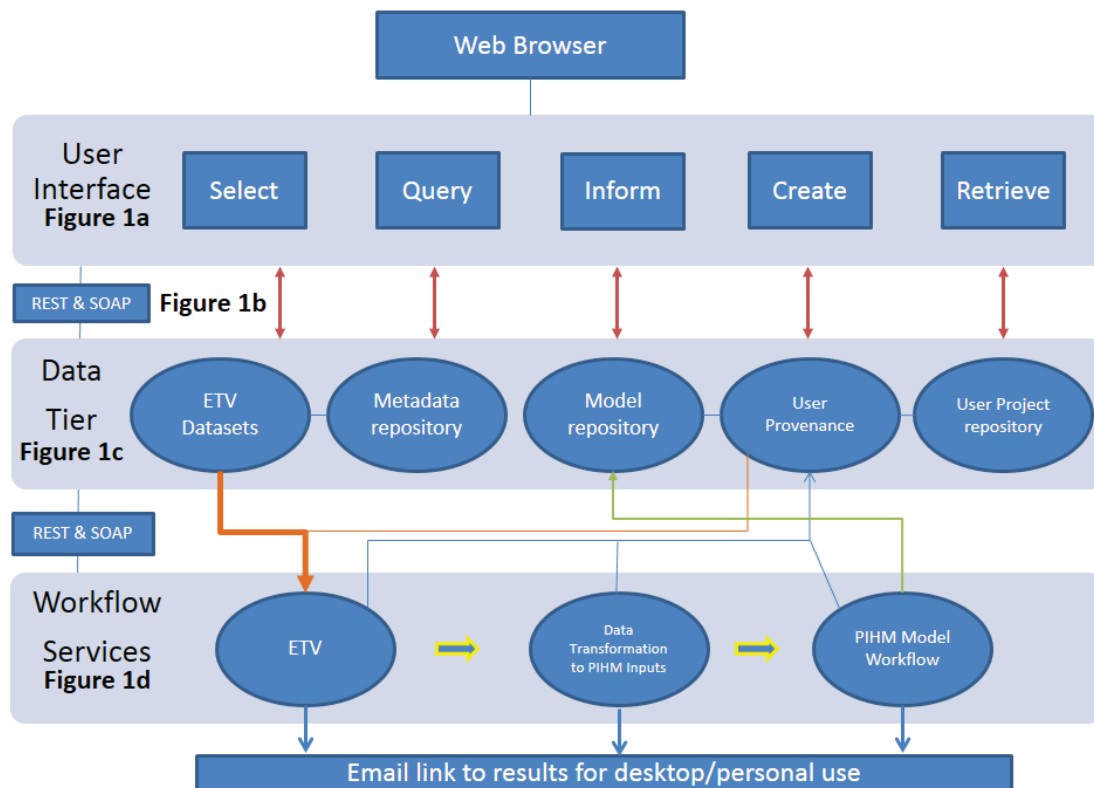 Web Browser
User
Interface
Figure 1a
Select
Query
Inform
Create
Retrieve
REST & SOAP
Figure 1b
Data
Tier
Figure 1c
ETV
Datasets
Metadata
repository
Model
repository
User
Provenance
User Project
repository
REST & SOAP
Workflow
Services
Figure 1d
ETV
Data
Transformation
to PIHM Inputs
PIHM Model
Workflow
Email link to results for desktop/personal use